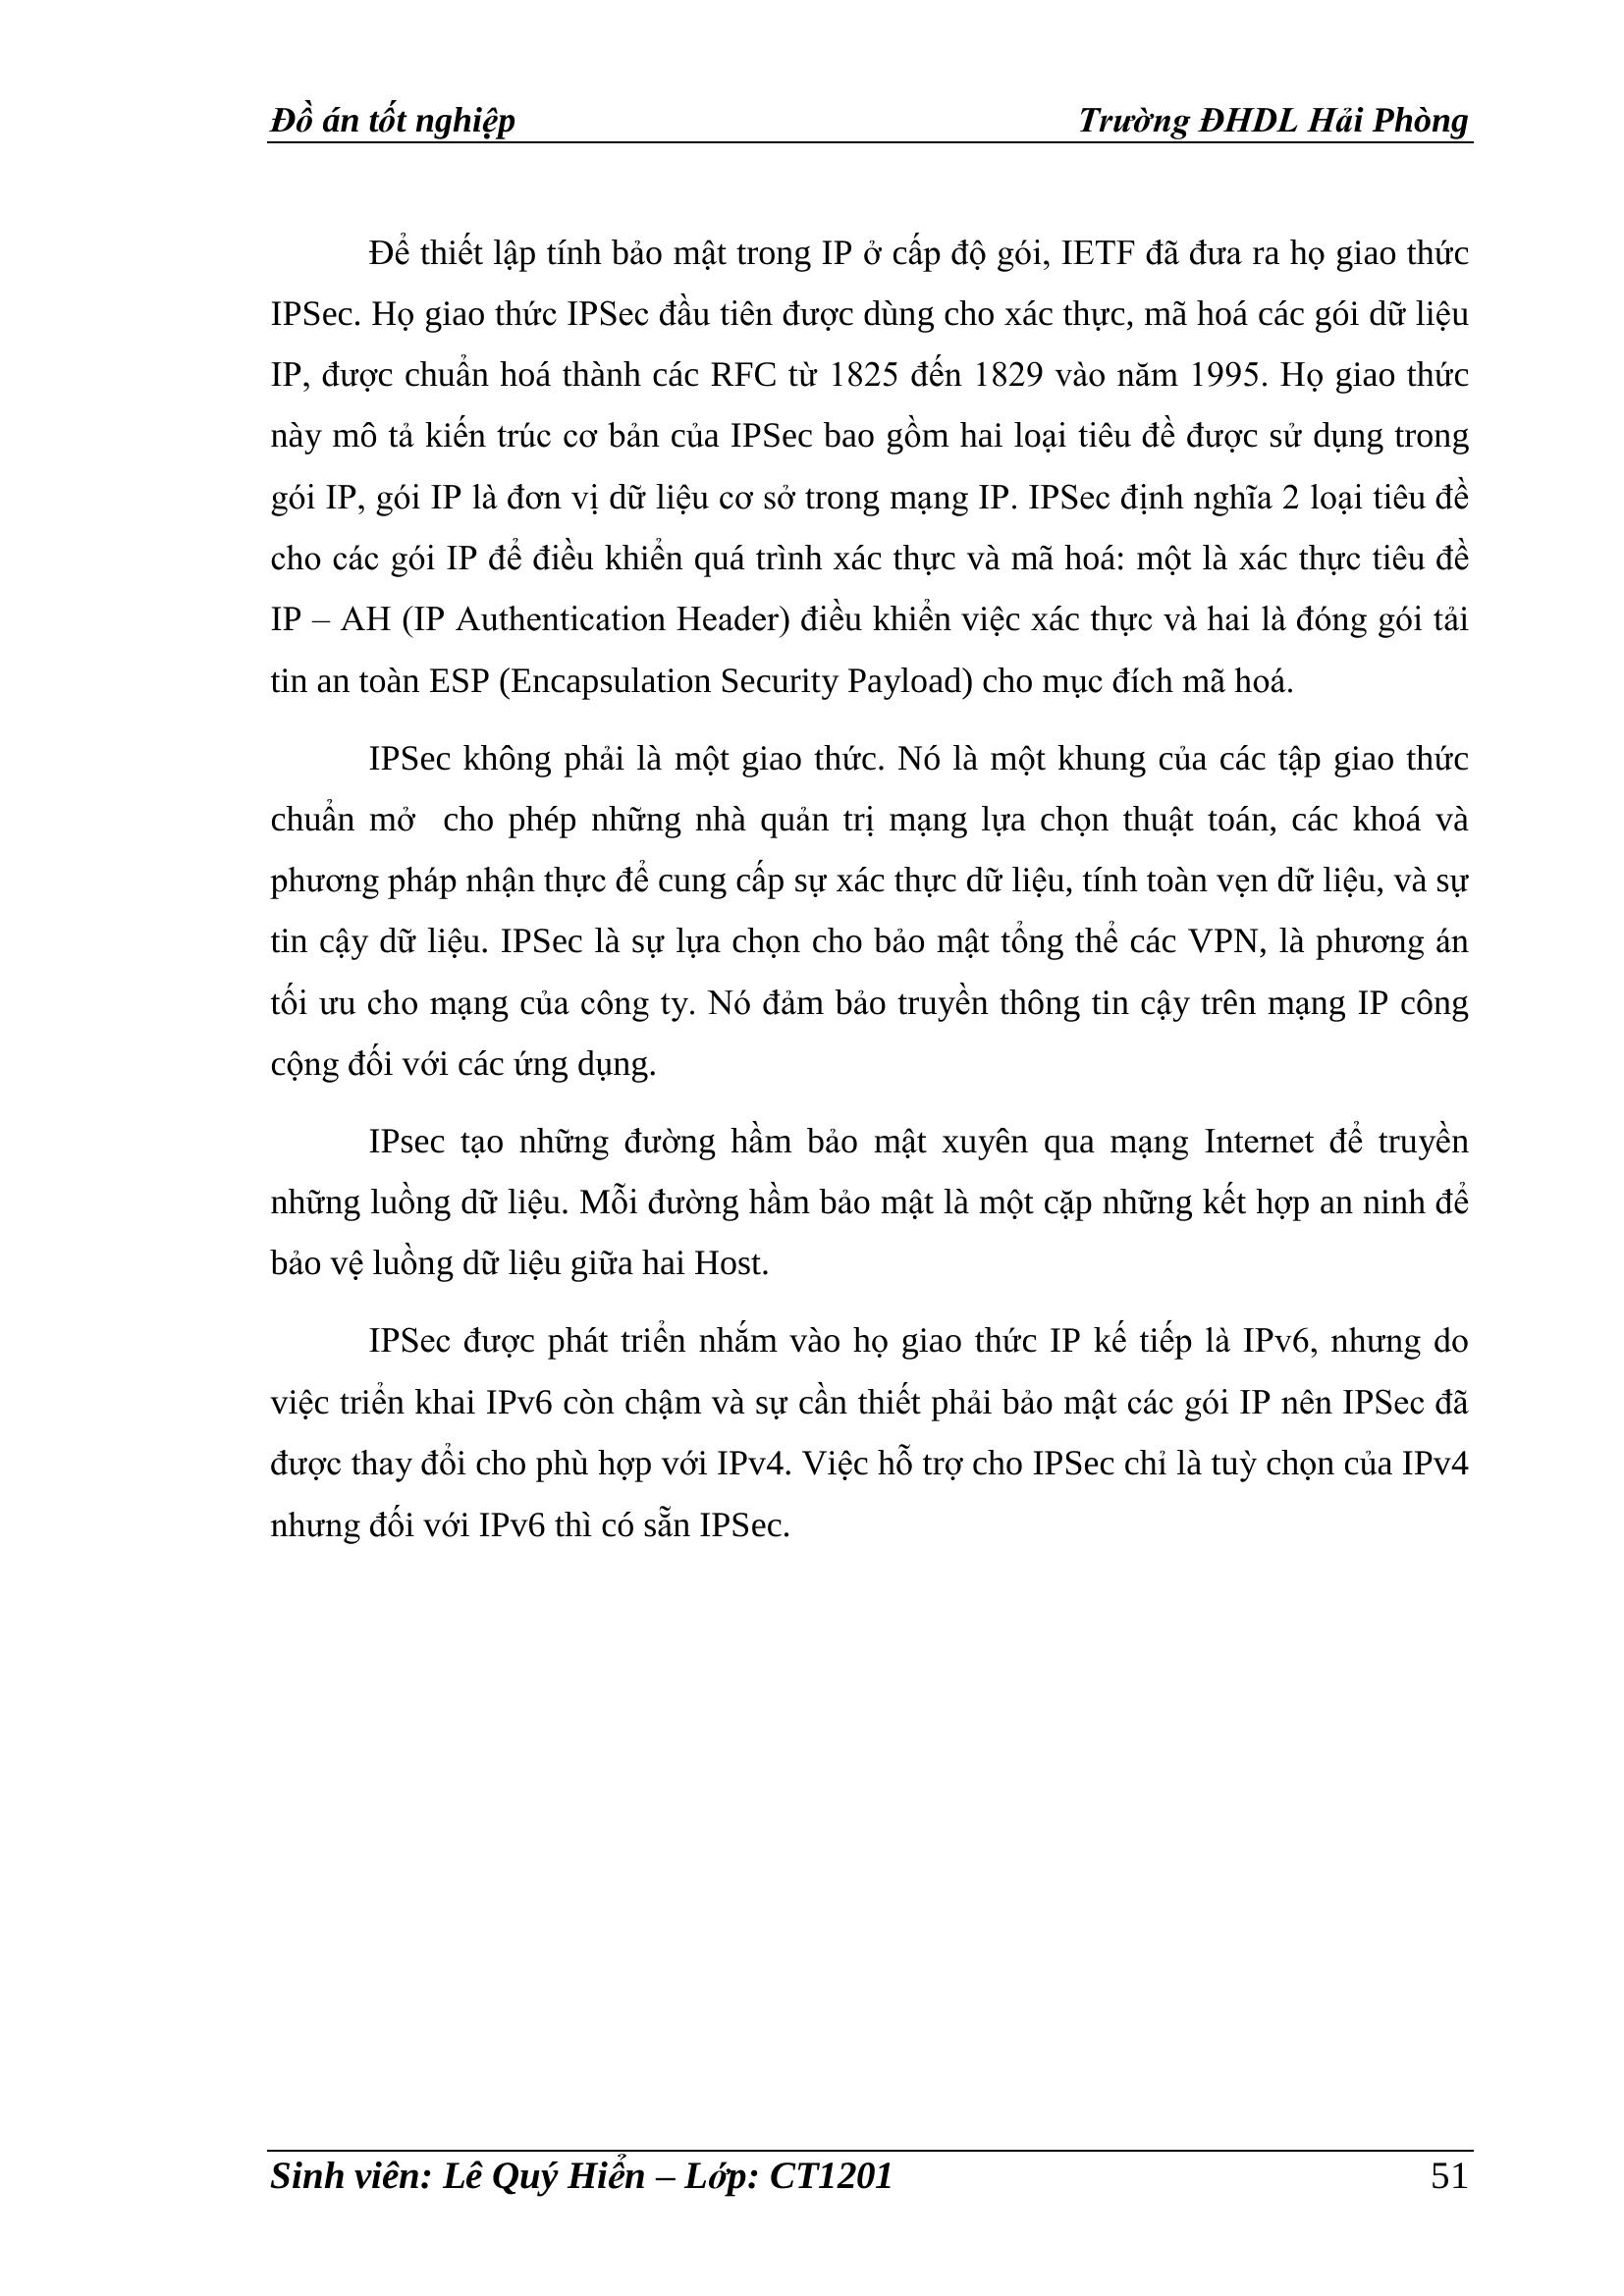 Đồ án tốt nghiệp Trường ĐHDL Hải Phòng
Để thiết lập tính bảo mật trong IP ở cấp độ gói, IETF đã đưa ra họ giao thức
IPSec. Họ giao thức IPSec đầu tiên được dùng cho xác thực, mã hoá các gói dữ liệu
IP, được chuẩn hoá thành các RFC từ 1825 đến 1829 vào năm 1995. Họ giao thức
này mô tả kiến trúc cơ bản của IPSec bao gồm hai loại tiêu đề được sử dụng trong
gói IP, gói IP là đơn vị dữ liệu cơ sở trong mạng IP. IPSec định nghĩa 2 loại tiêu đề
cho các gói IP để điều khiển quá trình xác thực và mã hoá: một là xác thực tiêu đề
IP – AH (IP Authentication Header) điều khiển việc xác thực và hai là đóng gói tải
tin an toàn ESP (Encapsulation Security Payload) cho mục đích mã hoá.
IPSec không phải là một giao thức. Nó là một khung của các tập giao thức
chuẩn mở cho phép những nhà quản trị mạng lựa chọn thuật toán, các khoá và
phương pháp nhận thực để cung cấp sự xác thực dữ liệu, tính toàn vẹn dữ liệu, và sự
tin cậy dữ liệu. IPSec là sự lựa chọn cho bảo mật tổng thể các VPN, là phương án
tối ưu cho mạng của công ty. Nó đảm bảo truyền thông tin cậy trên mạng IP công
cộng đối với các ứng dụng.
IPsec tạo những đường hầm bảo mật xuyên qua mạng Internet để truyền
những luồng dữ liệu. Mỗi đường hầm bảo mật là một cặp những kết hợp an ninh để
bảo vệ luồng dữ liệu giữa hai Host.
IPSec được phát triển nhắm vào họ giao thức IP kế tiếp là IPv6, nhưng do
việc triển khai IPv6 còn chậm và sự cần thiết phải bảo mật các gói IP nên IPSec đã
được thay đổi cho phù hợp với IPv4. Việc hỗ trợ cho IPSec chỉ là tuỳ chọn của IPv4
nhưng đối với IPv6 thì có sẵn IPSec.
Sinh viên: Lê Quý Hiển – Lớp: CT1201 51